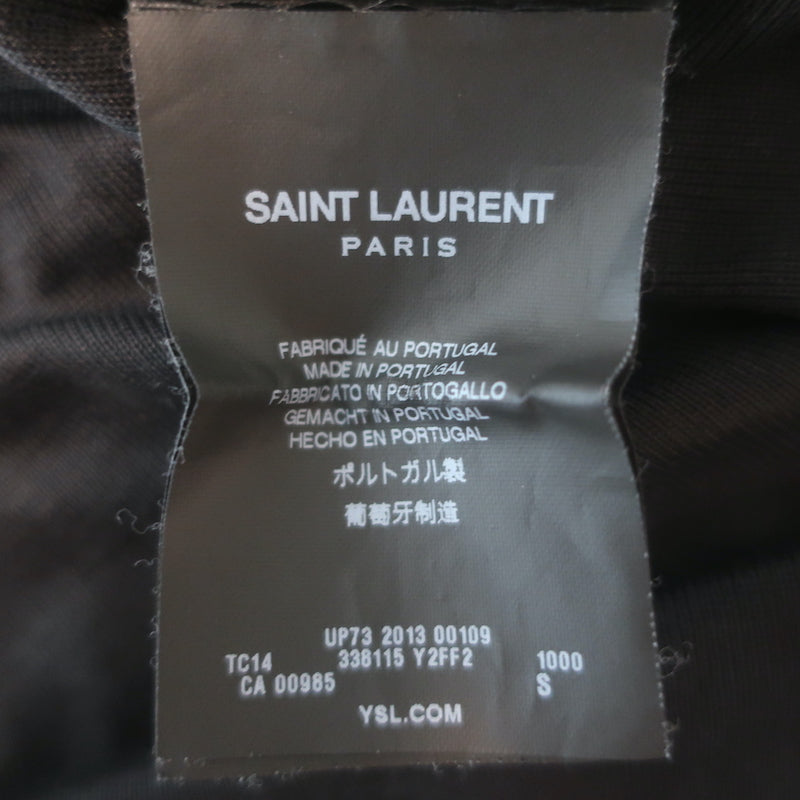 SAINT LAURENT
PARIS
FABRIQUÉ AU PORTUGAL
MADE IN PORTUGAL
FABBRICATO IN PORTOGALLO
GEMACHT IN PORTUGAL
HECHO EN PORTUGAL
ポルトガル製
葡萄牙制造
UP73 2013 00109
TC14 338115 Y2FF2 1000
CA 00985 S
YSL.COM